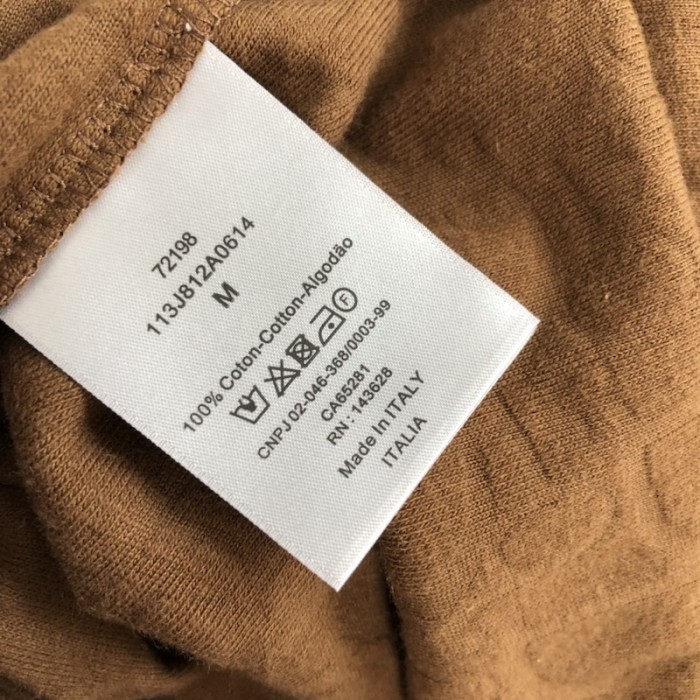 72198
113J812A0614
M
100% Coton-Cotton-Algodão
F
CNPJ 02-046-368/0003-99
CA65281
RN: 143628
Made In ITALY
ITALIA